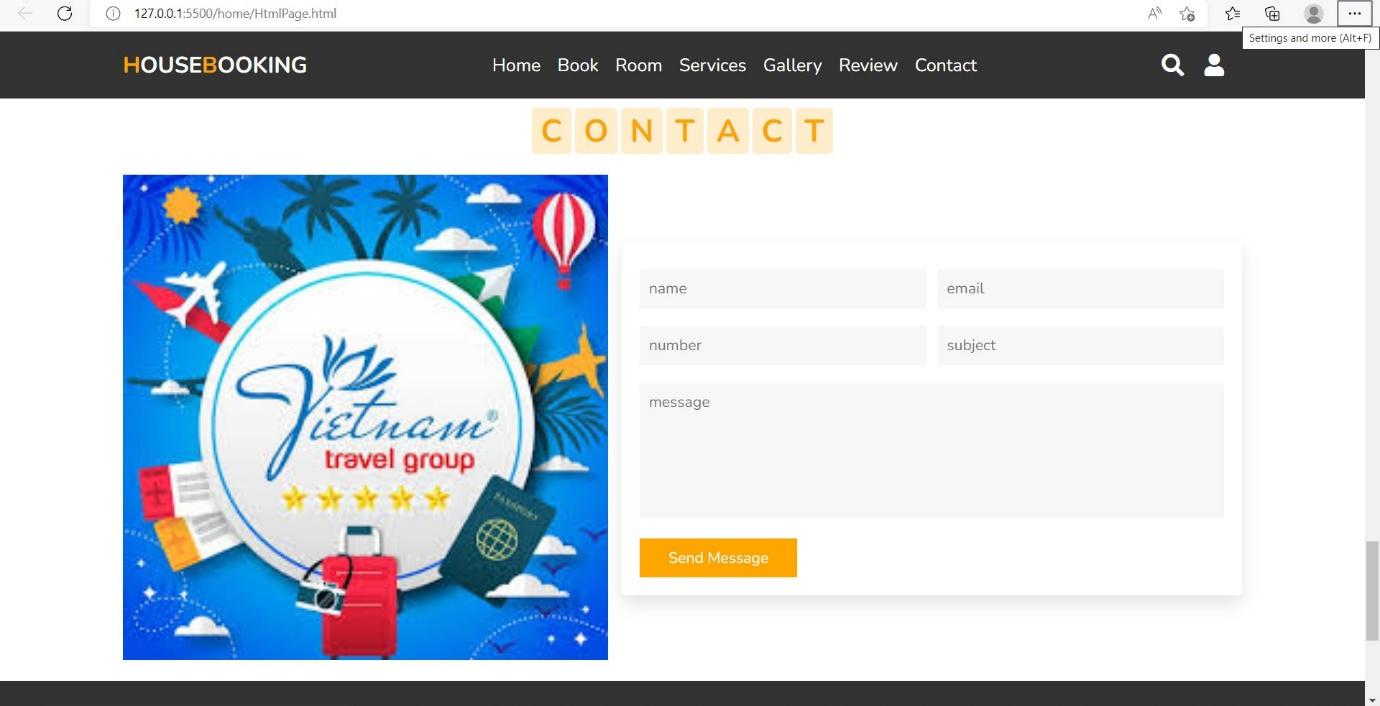 127.0.0.1:5500/home/HtmlPage.html
Settings and more (Alt+F)
HOUSEBOOKING
Home Book Room Services Gallery Review Contact
CONTACT
Vietnam®
travel group
PASSPORT
name
email
number
subject
message
Send Message